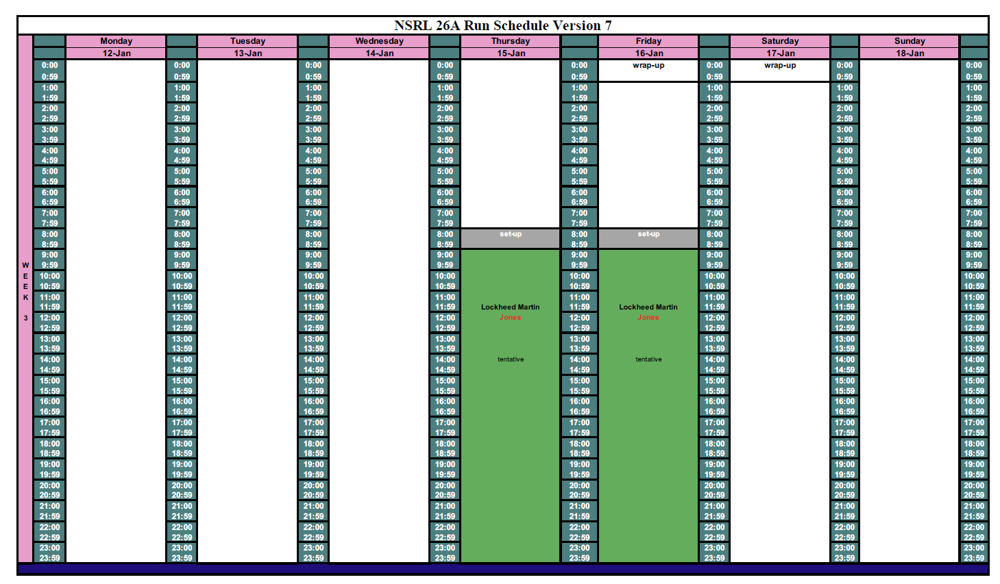 NSRL 26A Run Schedule Version 7
Monday Tuesday Wednesday Thursday Friday Saturday Sunday
12-Jan 13-Jan 14-Jan 15-Jan 16-Jan 17-Jan 18-Jan
0:00 0:00 0:00 0:00 0:00 wrap-up 0:00 wrap-up 0:00 0:00
0:59 0:59 0:59 0:59 0:59 0:59 0:59 0:59
1:00 1:00 1:00 1:00 1:00 1:00 1:00 1:00
1:59 1:59 1:59 1:59 1:59 1:59 1:59 1:59
2:00 2:00 2:00 2:00 2:00 2:00 2:00 2:00
2:59 2:59 2:59 2:59 2:59 2:59 2:59 2:59
3:00 3:00 3:00 3:00 3:00 3:00 3:00 3:00
3:59 3:59 3:59 3:59 3:59 3:59 3:59 3:59
4:00 4:00 4:00 4:00 4:00 4:00 4:00 4:00
4:59 4:59 4:59 4:59 4:59 4:59 4:59 4:59
5:00 5:00 5:00 5:00 5:00 5:00 5:00 5:00
5:59 5:59 5:59 5:59 5:59 5:59 5:59 5:59
6:00 6:00 6:00 6:00 6:00 6:00 6:00 6:00
6:59 6:59 6:59 6:59 6:59 6:59 6:59 6:59
7:00 7:00 7:00 7:00 7:00 7:00 7:00 7:00
7:59 7:59 7:59 7:59 7:59 7:59 7:59 7:59
8:00 8:00 8:00 8:00 set-up 8:00 set-up 8:00 8:00 8:00
8:59 8:59 8:59 8:59 8:59 8:59 8:59 8:59
9:00 9:00 9:00 9:00 9:00 9:00 9:00 9:00
W 9:59 9:59 9:59 9:59 9:59 9:59 9:59 9:59
E 10:00 10:00 10:00 10:00 10:00 10:00 10:00 10:00
E 10:59 10:59 10:59 10:59 10:59 10:59 10:59 10:59
K 11:00 11:00 11:00 11:00 11:00 11:00 11:00 11:00
11:59 11:59 11:59 11:59 Lockheed Martin 11:59 Lockheed Martin 11:59 11:59 11:59
3 12:00 12:00 12:00 12:00 Jones 12:00 Jones 12:00 12:00 12:00
12:59 12:59 12:59 12:59 12:59 12:59 12:59 12:59
13:00 13:00 13:00 13:00 13:00 13:00 13:00 13:00
13:59 13:59 13:59 13:59 13:59 13:59 13:59 13:59
14:00 14:00 14:00 14:00 tentative 14:00 tentative 14:00 14:00 14:00
14:59 14:59 14:59 14:59 14:59 14:59 14:59 14:59
15:00 15:00 15:00 15:00 15:00 15:00 15:00 15:00
15:59 15:59 15:59 15:59 15:59 15:59 15:59 15:59
16:00 16:00 16:00 16:00 16:00 16:00 16:00 16:00
16:59 16:59 16:59 16:59 16:59 16:59 16:59 16:59
17:00 17:00 17:00 17:00 17:00 17:00 17:00 17:00
17:59 17:59 17:59 17:59 17:59 17:59 17:59 17:59
18:00 18:00 18:00 18:00 18:00 18:00 18:00 18:00
18:59 18:59 18:59 18:59 18:59 18:59 18:59 18:59
19:00 19:00 19:00 19:00 19:00 19:00 19:00 19:00
19:59 19:59 19:59 19:59 19:59 19:59 19:59 19:59
20:00 20:00 20:00 20:00 20:00 20:00 20:00 20:00
20:59 20:59 20:59 20:59 20:59 20:59 20:59 20:59
21:00 21:00 21:00 21:00 21:00 21:00 21:00 21:00
21:59 21:59 21:59 21:59 21:59 21:59 21:59 21:59
22:00 22:00 22:00 22:00 22:00 22:00 22:00 22:00
22:59 22:59 22:59 22:59 22:59 22:59 22:59 22:59
23:00 23:00 23:00 23:00 23:00 23:00 23:00 23:00
23:59 23:59 23:59 23:59 23:59 23:59 23:59 23:59